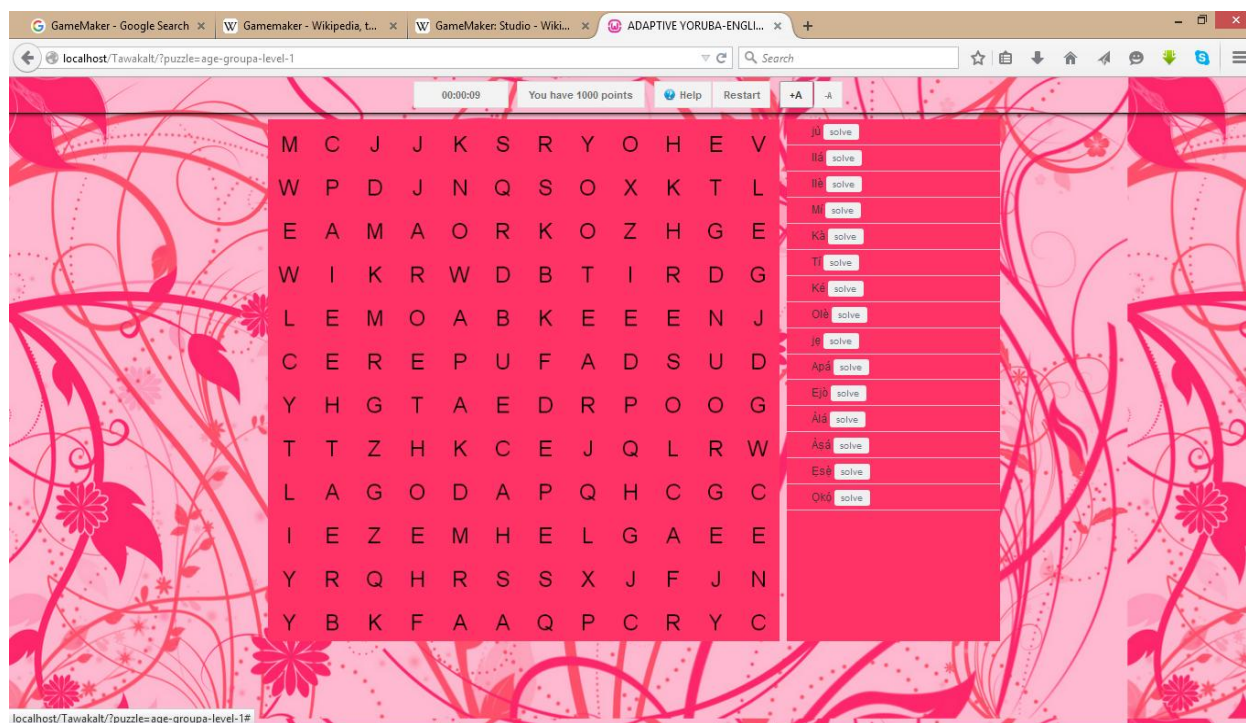 GameMaker - Google Search
Gamemaker - Wikipedia, t...
GameMaker: Studio - Wiki...
ADAPTIVE YORUBA-ENGLI...
localhost/Tawakalt/?puzzle=age-groupa-level-1
Search
00:00:09
You have 1000 points
Help
Restart
+A
-A
M C J J K S R Y O H E V
W P D J N Q S O X K T L
E A M A O R K O Z H G E
W I K R W D B T I R D G
L E M O A B K E E E N J
C E R E P U F A D S U D
Y H G T A E D R P O O G
T T Z H K C E J Q L R W
L A G O D A P Q H C G C
I E Z E M H E L G A E E
Y R Q H R S S X J F J N
Y B K F A A Q P C R Y C
jú solve
Ilá solve
Ilè solve
Mí solve
Kà solve
Tí solve
Ké solve
Olè solve
je solve
Apá solve
Ejò solve
Àlá solve
Àsá solve
Esè solve
Ọkọ́ solve
localhost/Tawakalt/?puzzle=age-groupa-level-1#